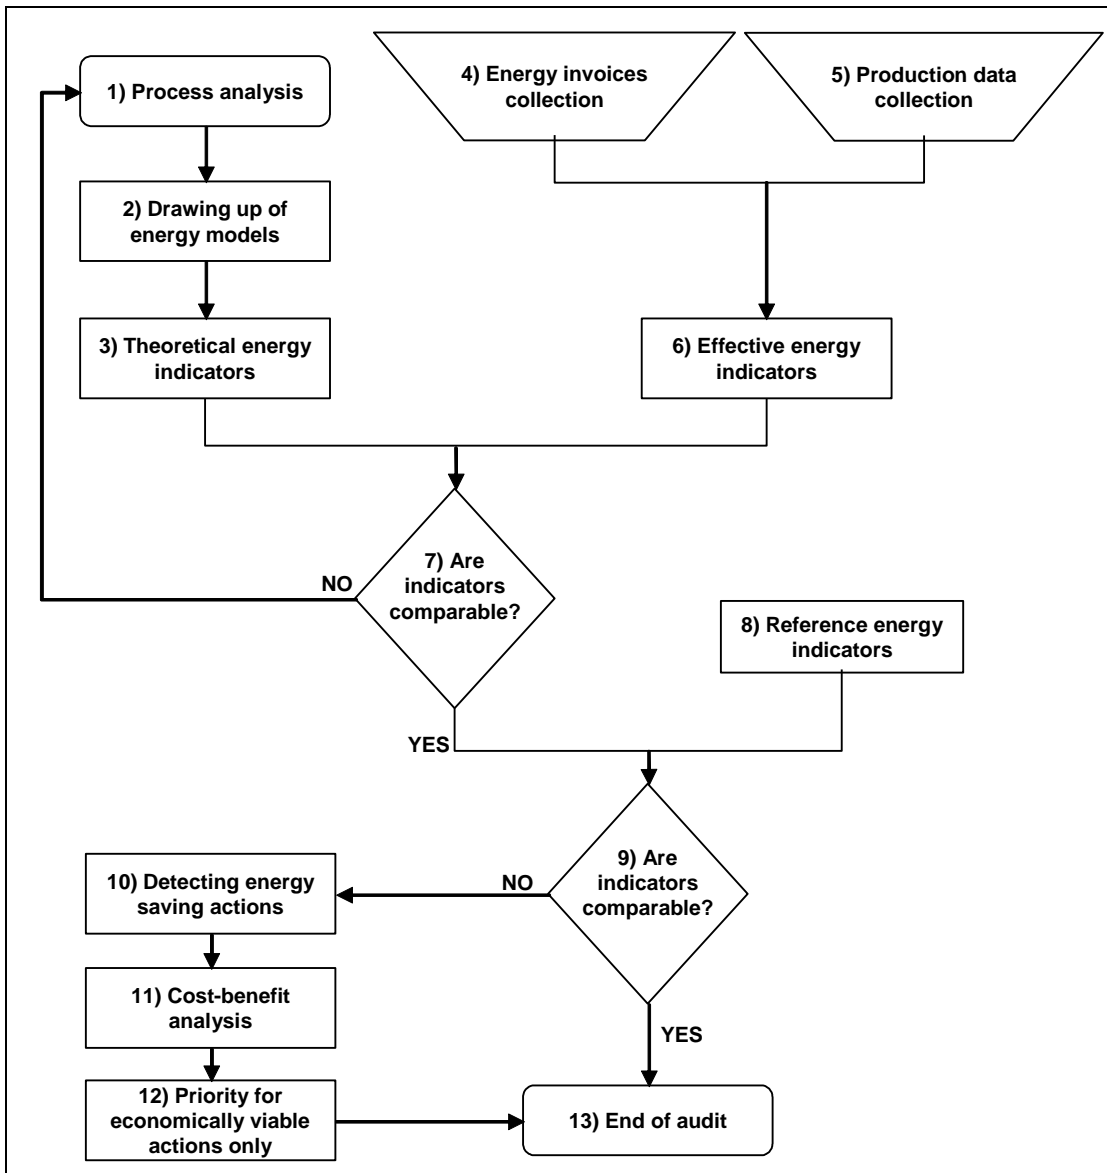 1) Process analysis
4) Energy invoices
collection
5) Production data
collection
2) Drawing up of
energy models
3) Theoretical energy
indicators
6) Effective energy
indicators
7) Are
indicators
comparable?
NO
8) Reference energy
indicators
YES
9) Are
indicators
comparable?
NO
10) Detecting energy
saving actions
11) Cost-benefit
analysis
YES
12) Priority for
economically viable
actions only
13) End of audit